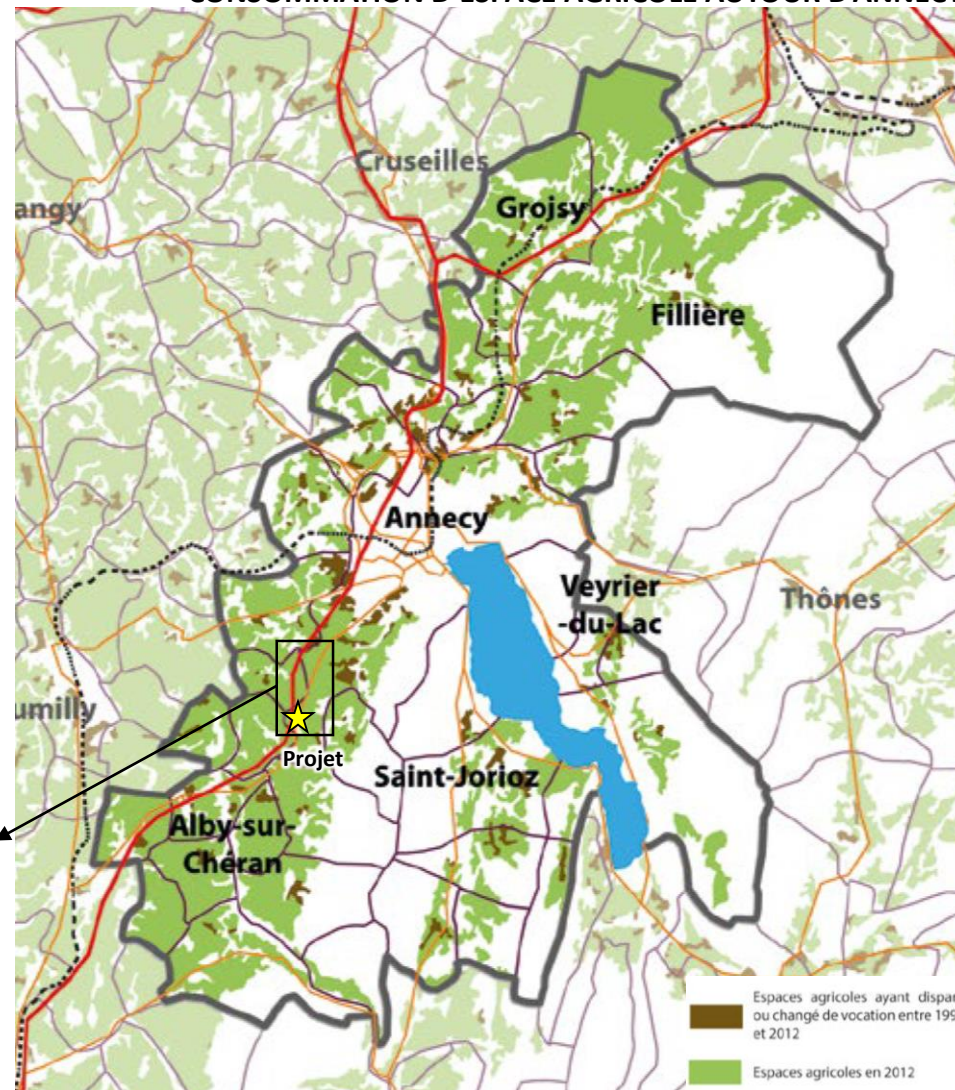 Cruseilles
angy
Grojsy
Fillière
Annecy
Veyrier
-du-Lac
Thônes
umilly
Projet
Saint-Jorioz
Alby-sur-
Chéran
Espaces agricoles ayant dispar
ou changé de vocation entre 199
et 2012
Espaces agricoles en 2012